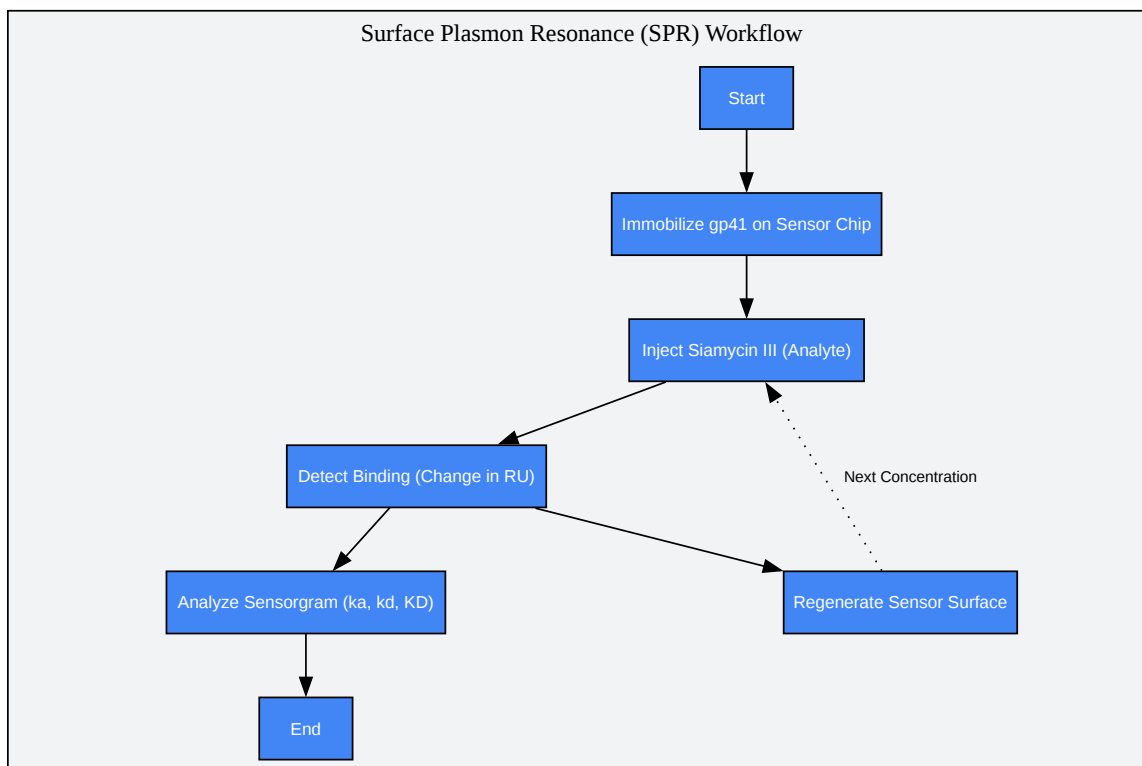 Surface Plasmon Resonance (SPR) Workflow
Start
Immobilize gp41 on Sensor Chip
Inject Siamycin III (Analyte)
Detect Binding (Change in RU)
Next Concentration
Analyze Sensorgram (ka, kd, KD)
Regenerate Sensor Surface
End